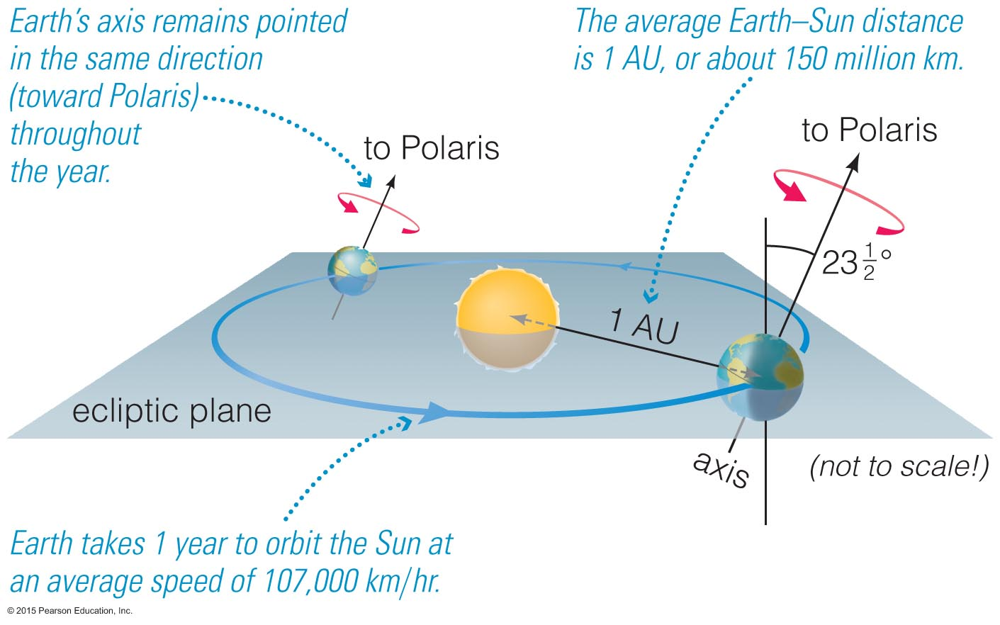 Earth’s axis remains pointed
in the same direction
(toward Polaris)
throughout
the year.
The average Earth–Sun distance
is 1 AU, or about 150 million km.
to Polaris
to Polaris
23 1/2°
1 AU
ecliptic plane
axis
(not to scale!)
Earth takes 1 year to orbit the Sun at
an average speed of 107,000 km/hr.
© 2015 Pearson Education, Inc.